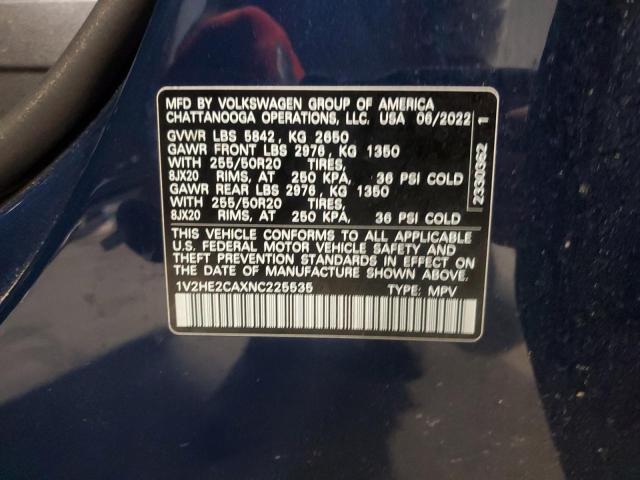 MFD BY VOLKSWAGEN GROUP OF AMERICA
CHATTANOOGA OPERATIONS, LLC. USA 06/2022
GVWR LBS 5842, KG 2650
GAWR FRONT LBS 2976, KG 1350
WITH 255/50R20 TIRES,
8JX20 RIMS, AT 250 KPA, 36 PSI COLD
GAWR REAR LBS 2976, KG 1350
WITH 255/50R20 TIRES,
8JX20 RIMS, AT 250 KPA, 36 PSI COLD
THIS VEHICLE CONFORMS TO ALL APPLICABLE
U.S. FEDERAL MOTOR VEHICLE SAFETY AND
THEFT PREVENTION STANDARDS IN EFFECT ON
THE DATE OF MANUFACTURE SHOWN ABOVE.
1V2HE2CAXNC225535 TYPE: MPV
23330362 1